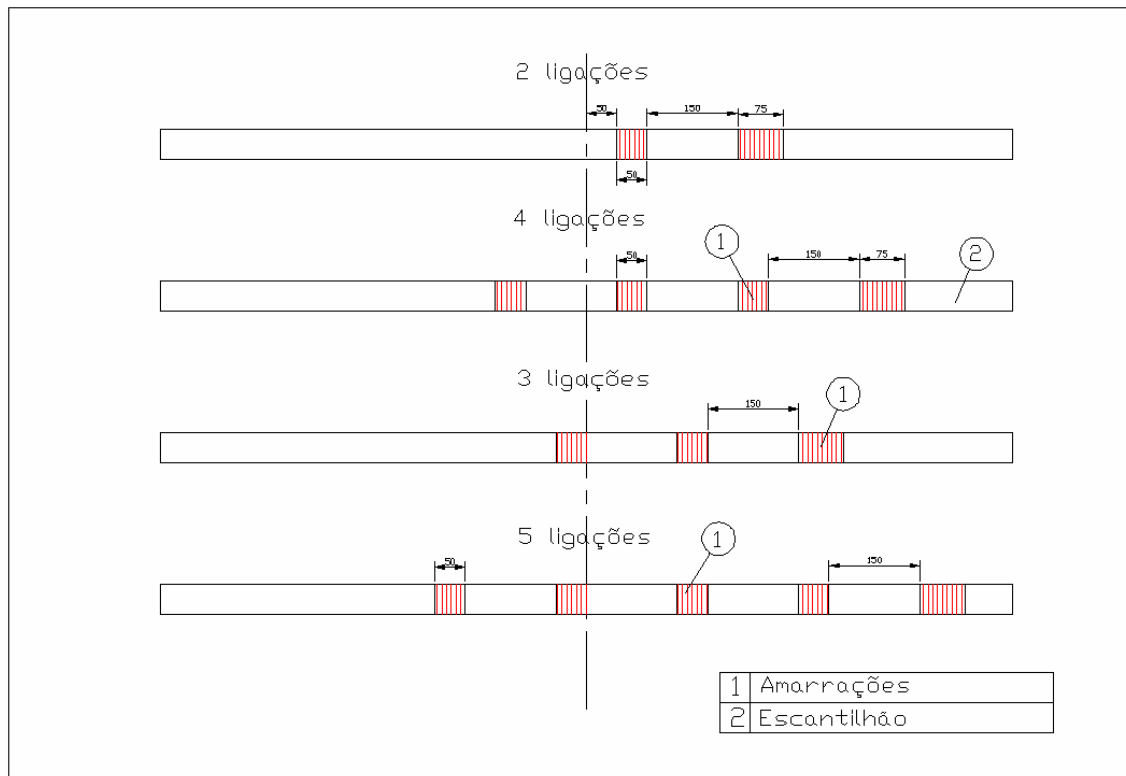 2 ligações
50 150 75
50
4 ligações
50 1 150 75 2
3 ligações
150 1
5 ligações
50 1 150
1 Amarrações
2 Escantilhão